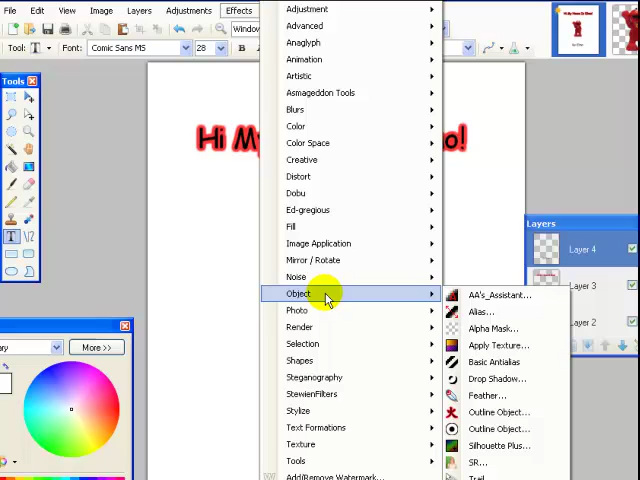 File Edit View Image Layers Adjustments Effects
Window
Tool: T Font: Comic Sans MS 28 B
Tools
Hi My
o!
Adjustment
Advanced
Anaglyph
Animation
Artistic
Asmageddon Tools
Blurs
Color
Color Space
Creative
Distort
Dobu
Ed-gregious
Fill
Image Application
Mirror / Rotate
Noise
Object
Photo
Render
Selection
Shapes
Steganography
StewienFilters
Stylize
Text Formations
Texture
Tools
Add/Remove Watermark...
AA's_Assistant...
Alias...
Alpha Mask...
Apply Texture...
Basic Antialias
Drop Shadow...
Feather...
Outline Object...
Outline Object...
Silhouette Plus...
SR...
Trail
Layers
Layer 4
Layer 3
Layer 2
ary
More >>